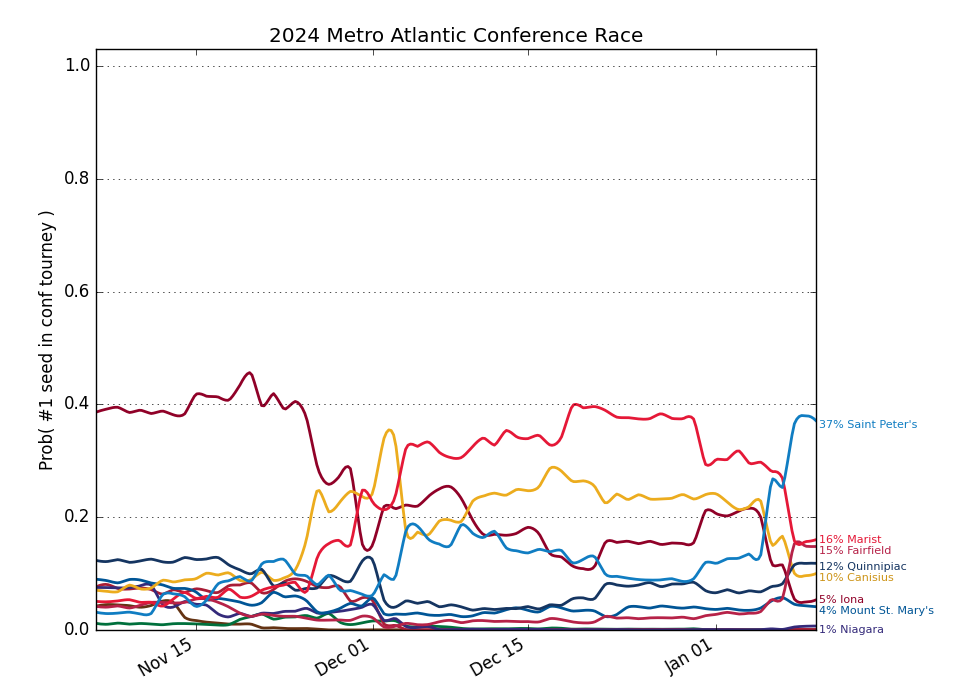 2024 Metro Atlantic Conference Race
Prob( #1 seed in conf tourney )
1.0
0.8
0.6
0.4
0.2
0.0
Nov 15
Dec 01
Dec 15
Jan 01
37% Saint Peter's
16% Marist
15% Fairfield
12% Quinnipiac
10% Canisius
5% Iona
4% Mount St. Mary's
1% Niagara